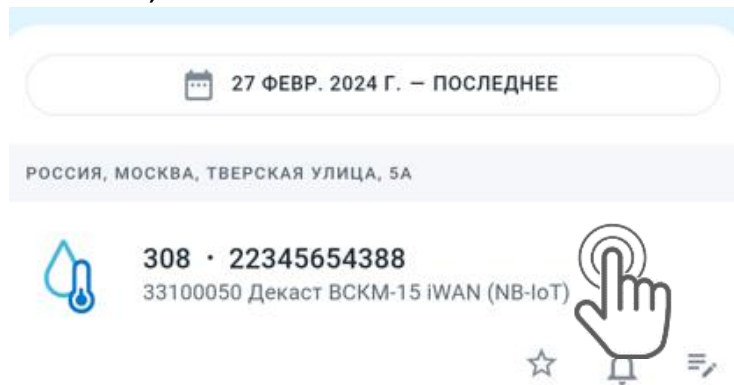 27 ФЕВР. 2024 Г. — ПОСЛЕДНЕЕ
РОССИЯ, МОСКВА, ТВЕРСКАЯ УЛИЦА, 5А
308 · 22345654388
33100050 Декаст ВСКМ-15 iWAN (NB-IoT)